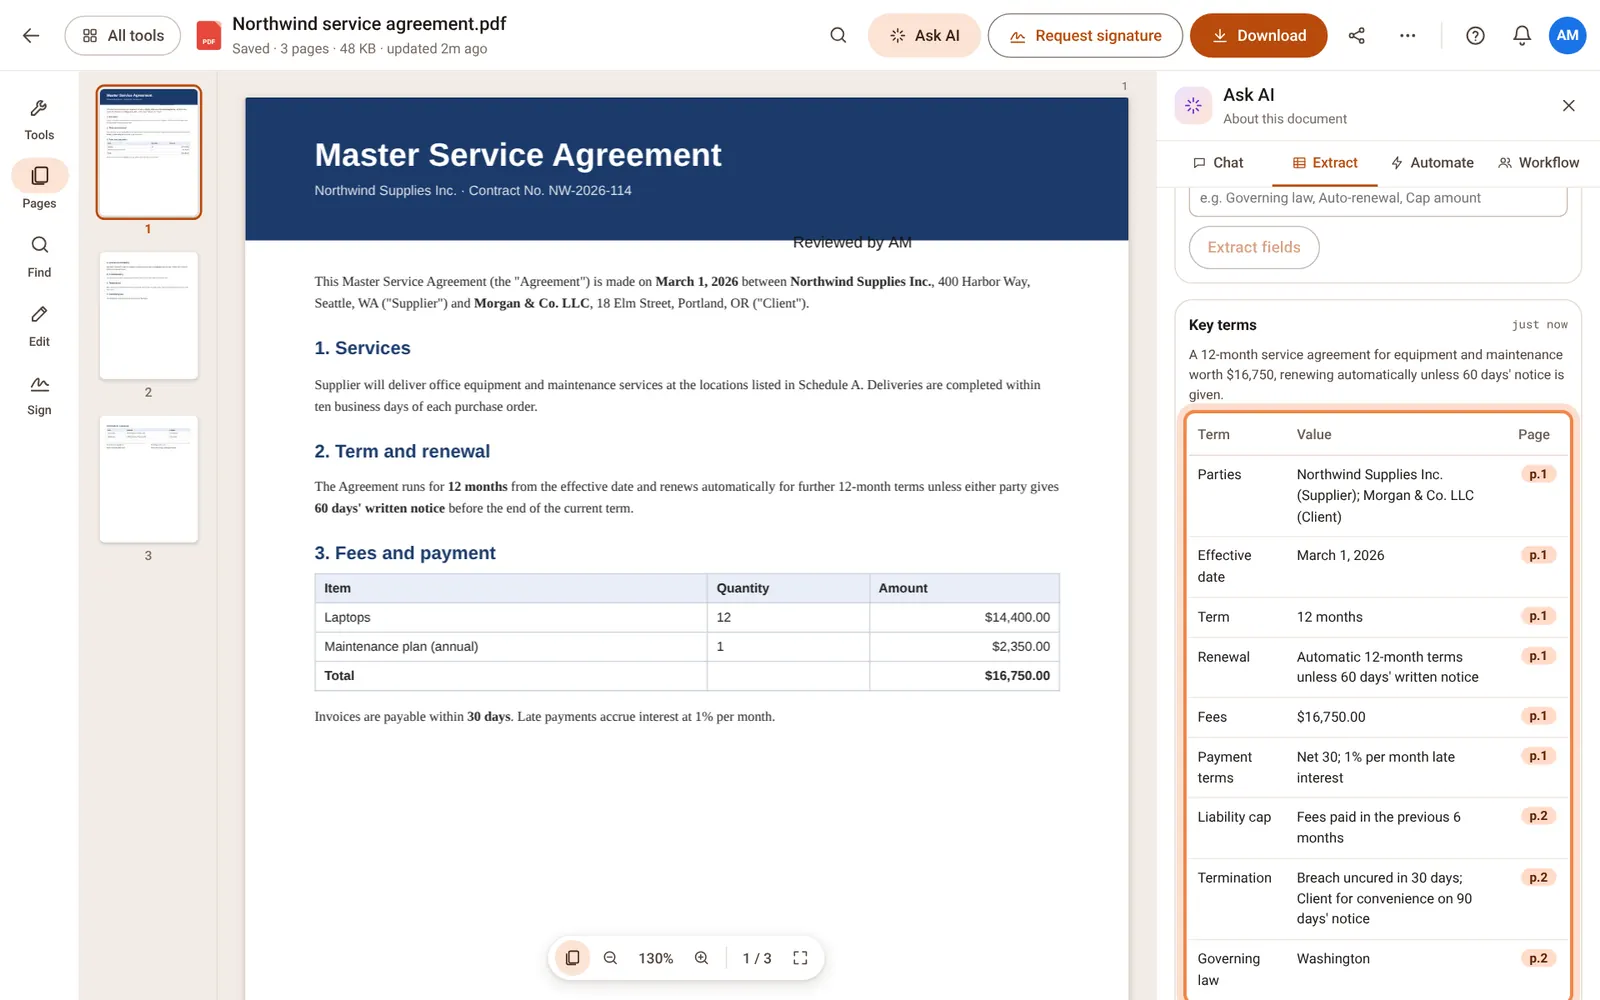 All tools
PDF
Northwind service agreement.pdf
Saved · 3 pages · 48 KB · updated 2m ago
Ask AI
Request signature
Download
AM
Tools
Pages
Find
Edit
Sign
1
2
3
1
Master Service Agreement
Northwind Supplies Inc. · Contract No. NW-2026-114
Reviewed by AM
This Master Service Agreement (the "Agreement") is made on March 1, 2026 between Northwind Supplies Inc., 400 Harbor Way,
Seattle, WA ("Supplier") and Morgan & Co. LLC, 18 Elm Street, Portland, OR ("Client").
1. Services
Supplier will deliver office equipment and maintenance services at the locations listed in Schedule A. Deliveries are completed within
ten business days of each purchase order.
2. Term and renewal
The Agreement runs for 12 months from the effective date and renews automatically for further 12-month terms unless either party gives
60 days' written notice before the end of the current term.
3. Fees and payment
Item Quantity Amount
Laptops 12 $14,400.00
Maintenance plan (annual) 1 $2,350.00
Total $16,750.00
Invoices are payable within 30 days. Late payments accrue interest at 1% per month.
130% 1 / 3
Ask AI
About this document
Chat Extract Automate Workflow
e.g. Governing law, Auto-renewal, Cap amount
Extract fields
Key terms just now
A 12-month service agreement for equipment and maintenance
worth $16,750, renewing automatically unless 60 days' notice is
given.
Term Value Page
Parties Northwind Supplies Inc. p.1
(Supplier); Morgan & Co. LLC
(Client)
Effective March 1, 2026 p.1
date
Term 12 months p.1
Renewal Automatic 12-month terms p.1
unless 60 days' written notice
Fees $16,750.00 p.1
Payment Net 30; 1% per month late p.1
terms interest
Liability cap Fees paid in the previous 6 p.2
months
Termination Breach uncured in 30 days; p.2
Client for convenience on 90
days' notice
Governing Washington p.2
law